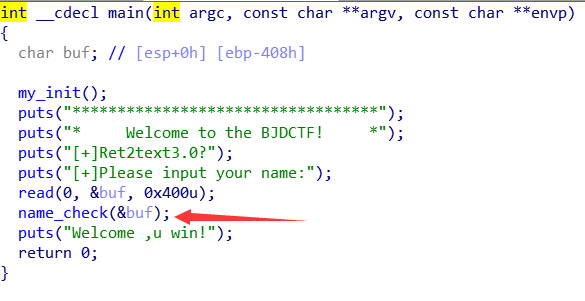 int __cdecl main(int argc, const char **argv, const char **envp)
{
  char buf; // [esp+0h] [ebp-408h]

  my_init();
  puts("**********************************");
  puts("*     Welcome to the BJDCTF!     *");
  puts("[+]Ret2text3.0?");
  puts("[+]Please input your name:");
  read(0, &buf, 0x400u);
  name_check(&buf);
  puts("Welcome ,u win!");
  return 0;
}